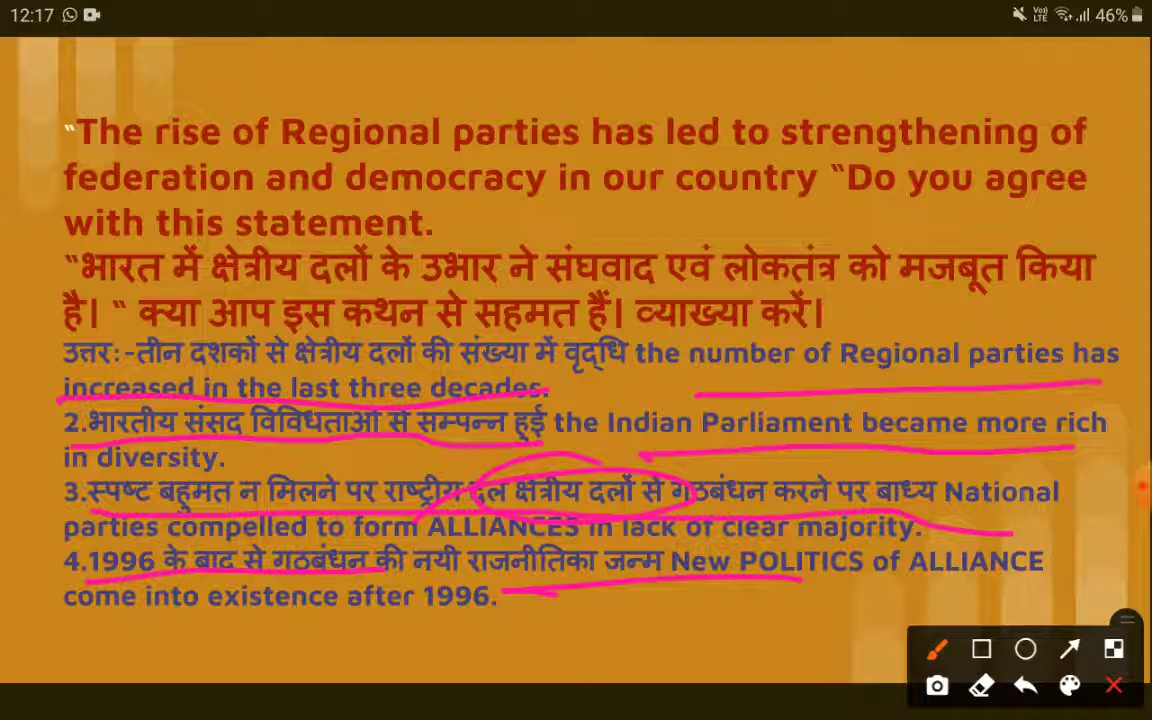 12:17 46%
Vo)) LTE
"The rise of Regional parties has led to strengthening of
federation and democracy in our country "Do you agree
with this statement.
"भारत में क्षेत्रीय दलों के उभार ने संघवाद एवं लोकतंत्र को मजबूत किया
है। " क्या आप इस कथन से सहमत हैं। व्याख्या करें।
उत्तरः-तीन दशकों से क्षेत्रीय दलों की संख्या में वृद्धि the number of Regional parties has
increased in the last three decades.
2.भारतीय संसद विविधताओ से सम्पन्न हूई the Indian Parliament became more rich
in diversity.
3.स्पष्ट बहुमत न मिलने पर राष्ट्रीय दल क्षेत्रीय दलों से गठबंधन करने पर बाध्य National
parties compelled to form ALLIANCES in lack of clear majority.
4.1996 के बाद से गठबंधन की नयी राजनीतिका जन्म New POLITICS of ALLIANCE
come into existence after 1996.